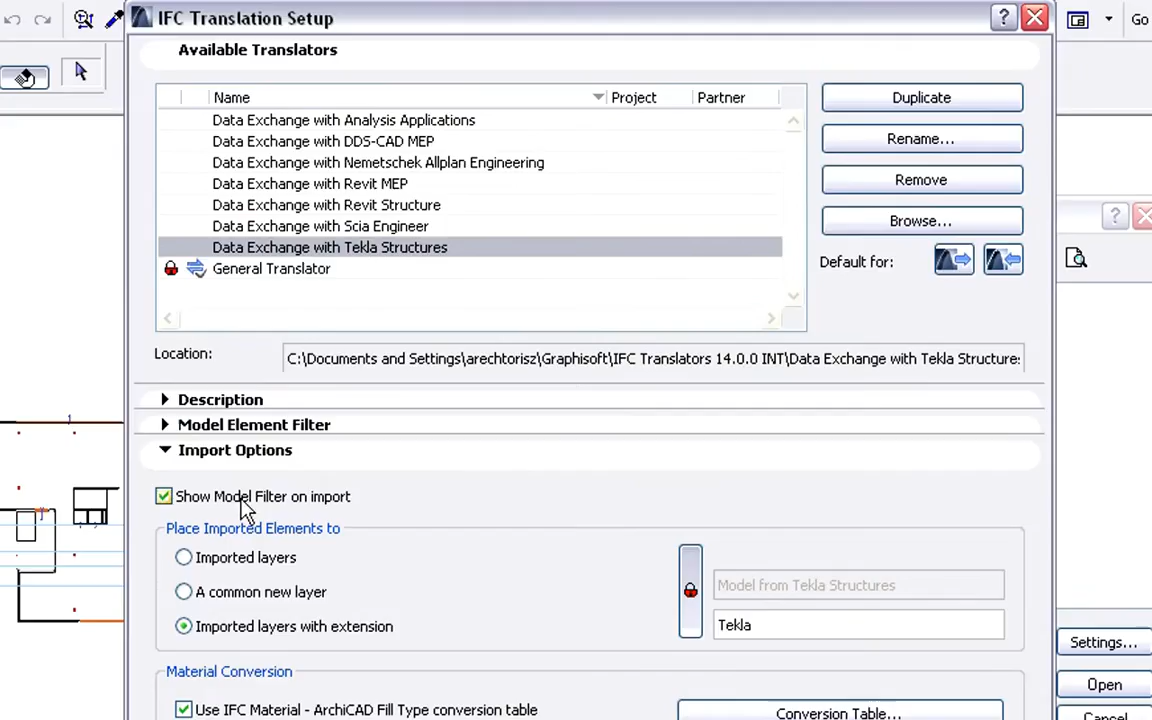 IFC Translation Setup
Go
Available Translators
Name Project Partner
Data Exchange with Analysis Applications
Data Exchange with DDS-CAD MEP
Data Exchange with Nemetschek Allplan Engineering
Data Exchange with Revit MEP
Data Exchange with Revit Structure
Data Exchange with Scia Engineer
Data Exchange with Tekla Structures
General Translator
Duplicate
Rename...
Remove
Browse...
Default for:
Location: C:\Documents and Settings\arechtorisz\Graphisoft\IFC Translators 14.0.0 INT\Data Exchange with Tekla Structure:
Description
Model Element Filter
Import Options
Show Model Filter on import
Place Imported Elements to
Imported layers
A common new layer
Imported layers with extension
Model from Tekla Structures
Tekla
Material Conversion
Use IFC Material - ArchiCAD Fill Type conversion table
Conversion Table...
Settings...
Open
Cancel